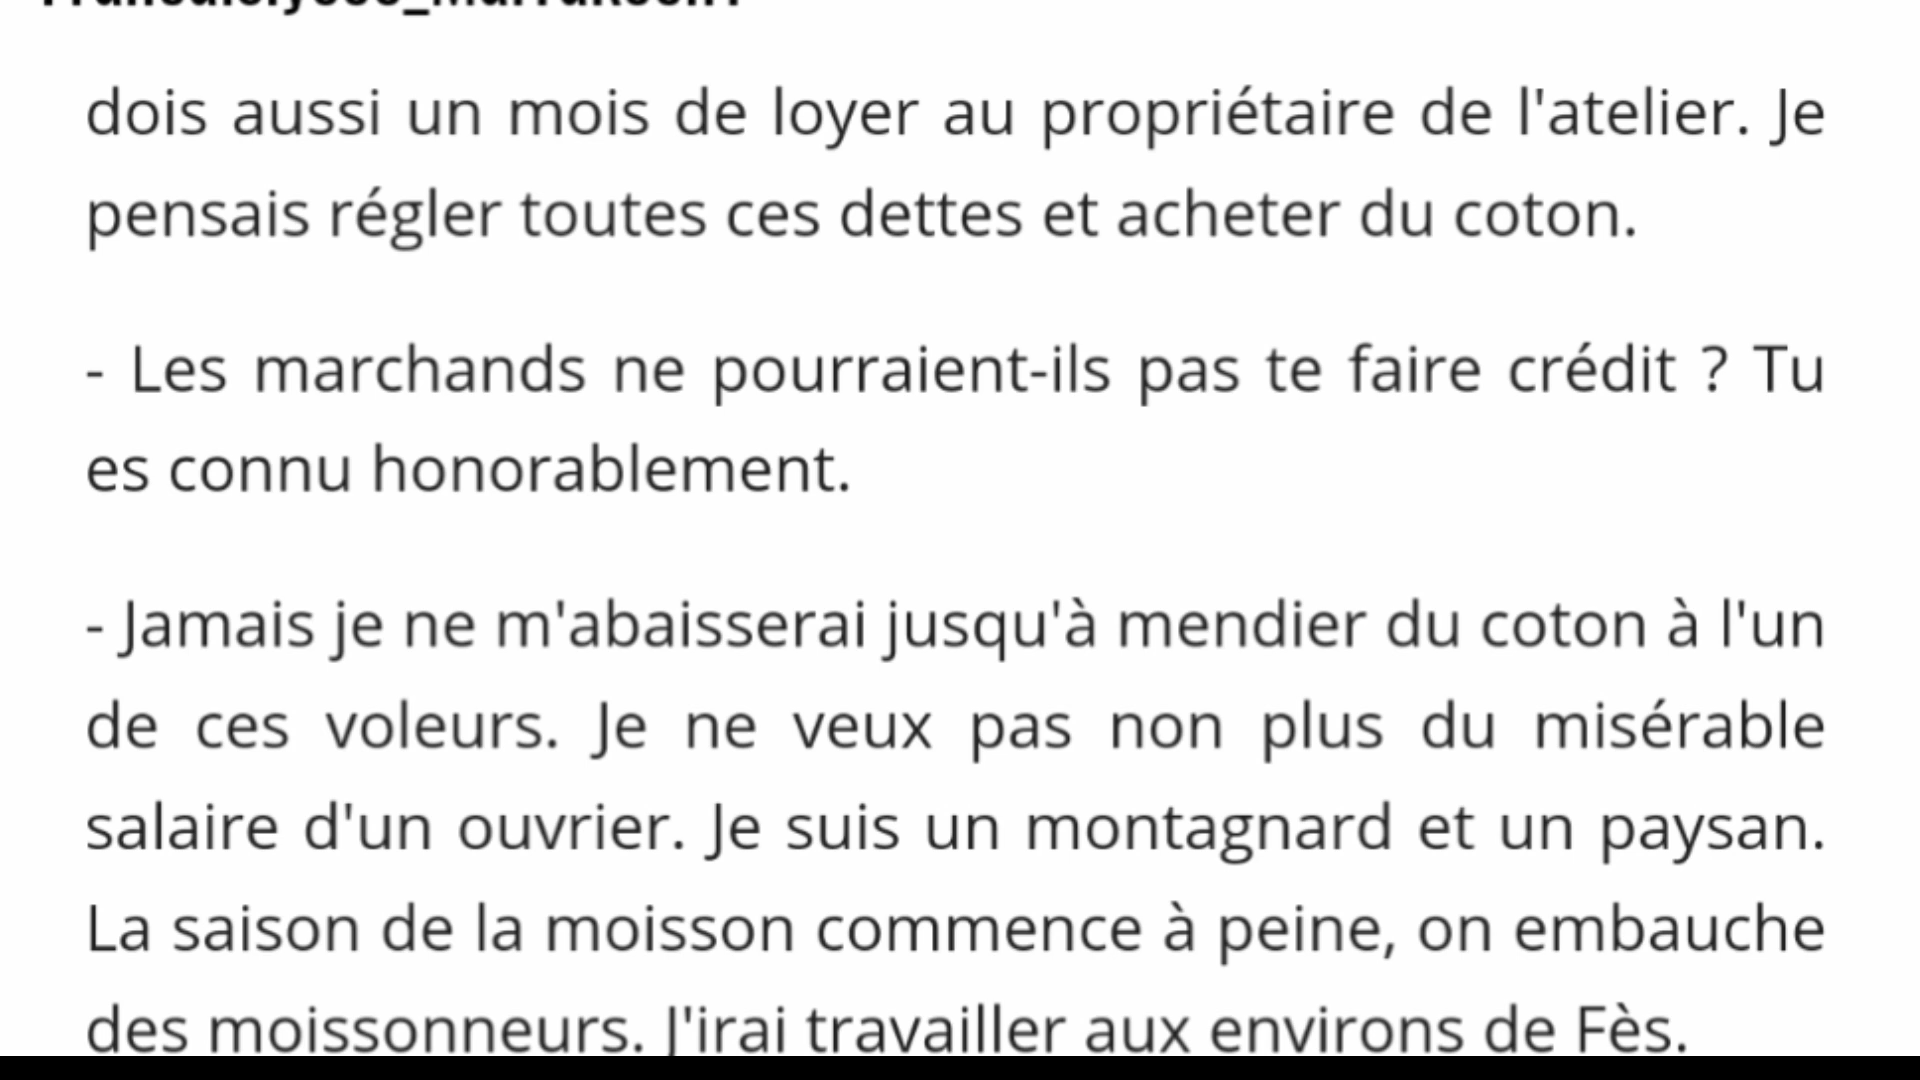 dois aussi un mois de loyer au propriétaire de l'atelier. Je
pensais régler toutes ces dettes et acheter du coton.
- Les marchands ne pourraient-ils pas te faire crédit ? Tu
es connu honorablement.
- Jamais je ne m'abaisserai jusqu'à mendier du coton à l'un
de ces voleurs. Je ne veux pas non plus du misérable
salaire d'un ouvrier. Je suis un montagnard et un paysan.
La saison de la moisson commence à peine, on embauche
des moissonneurs. J'irai travailler aux environs de Fès.